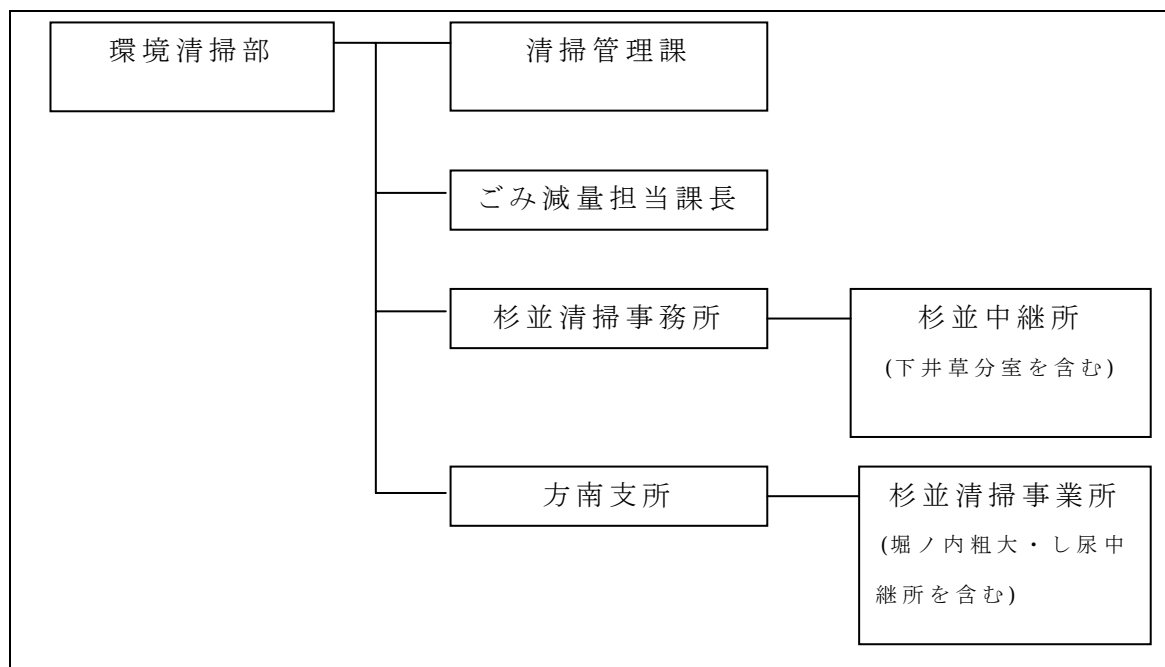 環境清掃部
清掃管理課
ごみ減量担当課長
杉並清掃事務所
杉並中継所
(下井草分室を含む)
方南支所
杉並清掃事業所
(堀ノ内粗大・し尿中
継所を含む)